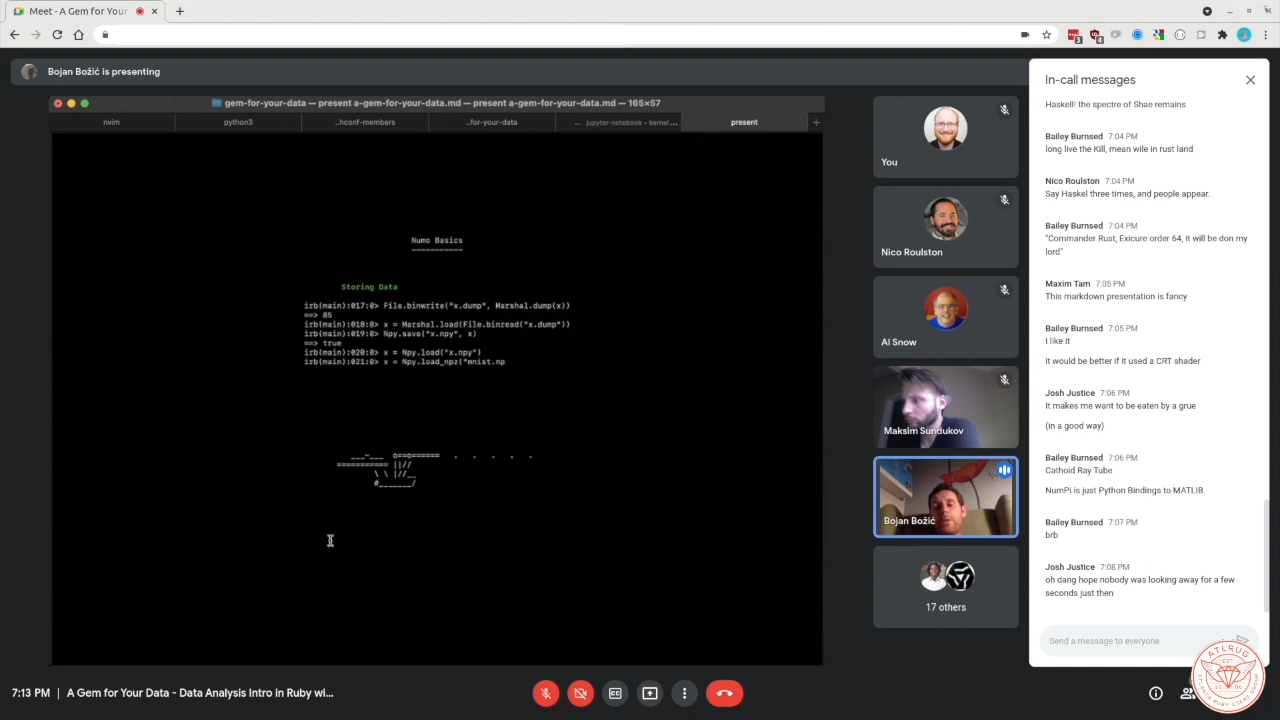 Meet - A Gem for Your
Bojan Božić is presenting
gem-for-your-data — present a-gem-for-your-data.md — present a-gem-for-your-data.md — 165×57
nvim
python3
..hconf-members
..for-your-data
... jupyter-notebook - kernel...
present
Numo Basics
===========
Storing Data
irb(main):017:0> File.binwrite("x.dump", Marshal.dump(x))
==> 85
irb(main):018:0> x = Marshal.load(File.binread("x.dump"))
irb(main):019:0> Npy.save("x.npy", x)
==> true
irb(main):020:0> x = Npy.load("x.npy")
irb(main):021:0> x = Npy.load_npz("mnist.np
You
Nico Roulston
Al Snow
Maksim Sundukov
Bojan Božić
17 others
In-call messages
Haskell! the spectre of Shae remains
Bailey Burnsed 7:04 PM
long live the Kill, mean wile in rust land
Nico Roulston 7:04 PM
Say Haskel three times, and people appear.
Bailey Burnsed 7:04 PM
"Commander Rust, Exicure order 64, it will be don my
lord"
Maxim Tam 7:05 PM
This markdown presentation is fancy
Bailey Burnsed 7:05 PM
I like it
it would be better if it used a CRT shader
Josh Justice 7:06 PM
It makes me want to be eaten by a grue
(in a good way)
Bailey Burnsed 7:06 PM
Cathoid Ray Tube
NumPi is just Python Bindings to MATLIB
Bailey Burnsed 7:07 PM
brb
Josh Justice 7:08 PM
oh dang hope nobody was looking away for a few
seconds just then
Send a message to everyone
7:13 PM | A Gem for Your Data - Data Analysis Intro in Ruby wi...
ATLRUG
EST.
ATLANTA RUBY USERS GROUP